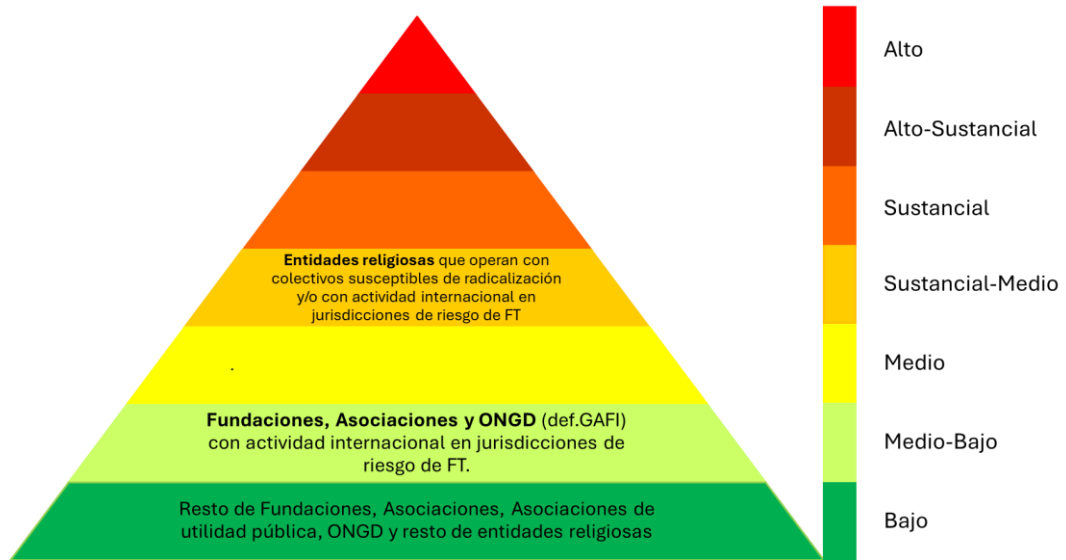 Alto
Alto-Sustancial
Sustancial
Entidades religiosas que operan con
colectivos susceptibles de radicalización
y/o con actividad internacional en
jurisdicciones de riesgo de FT
Sustancial-Medio
.
Medio
Fundaciones, Asociaciones y ONGD (def.GAFI)
con actividad internacional en jurisdicciones de
riesgo de FT.
Medio-Bajo
Resto de Fundaciones, Asociaciones, Asociaciones de
utilidad pública, ONGD y resto de entidades religiosas
Bajo